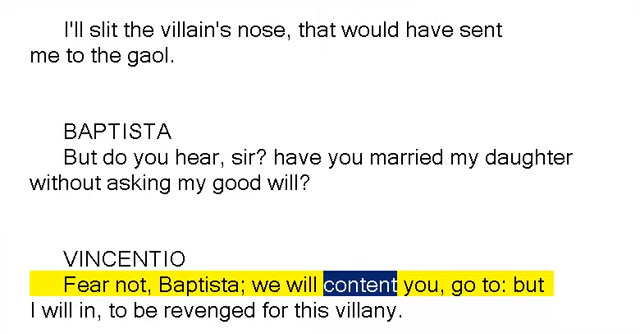 I'll slit the villain's nose, that would have sent
me to the gaol.
BAPTISTA
But do you hear, sir? have you married my daughter
without asking my good will?
VINCENTIO
Fear not, Baptista; we will content you, go to: but
I will in, to be revenged for this villany.